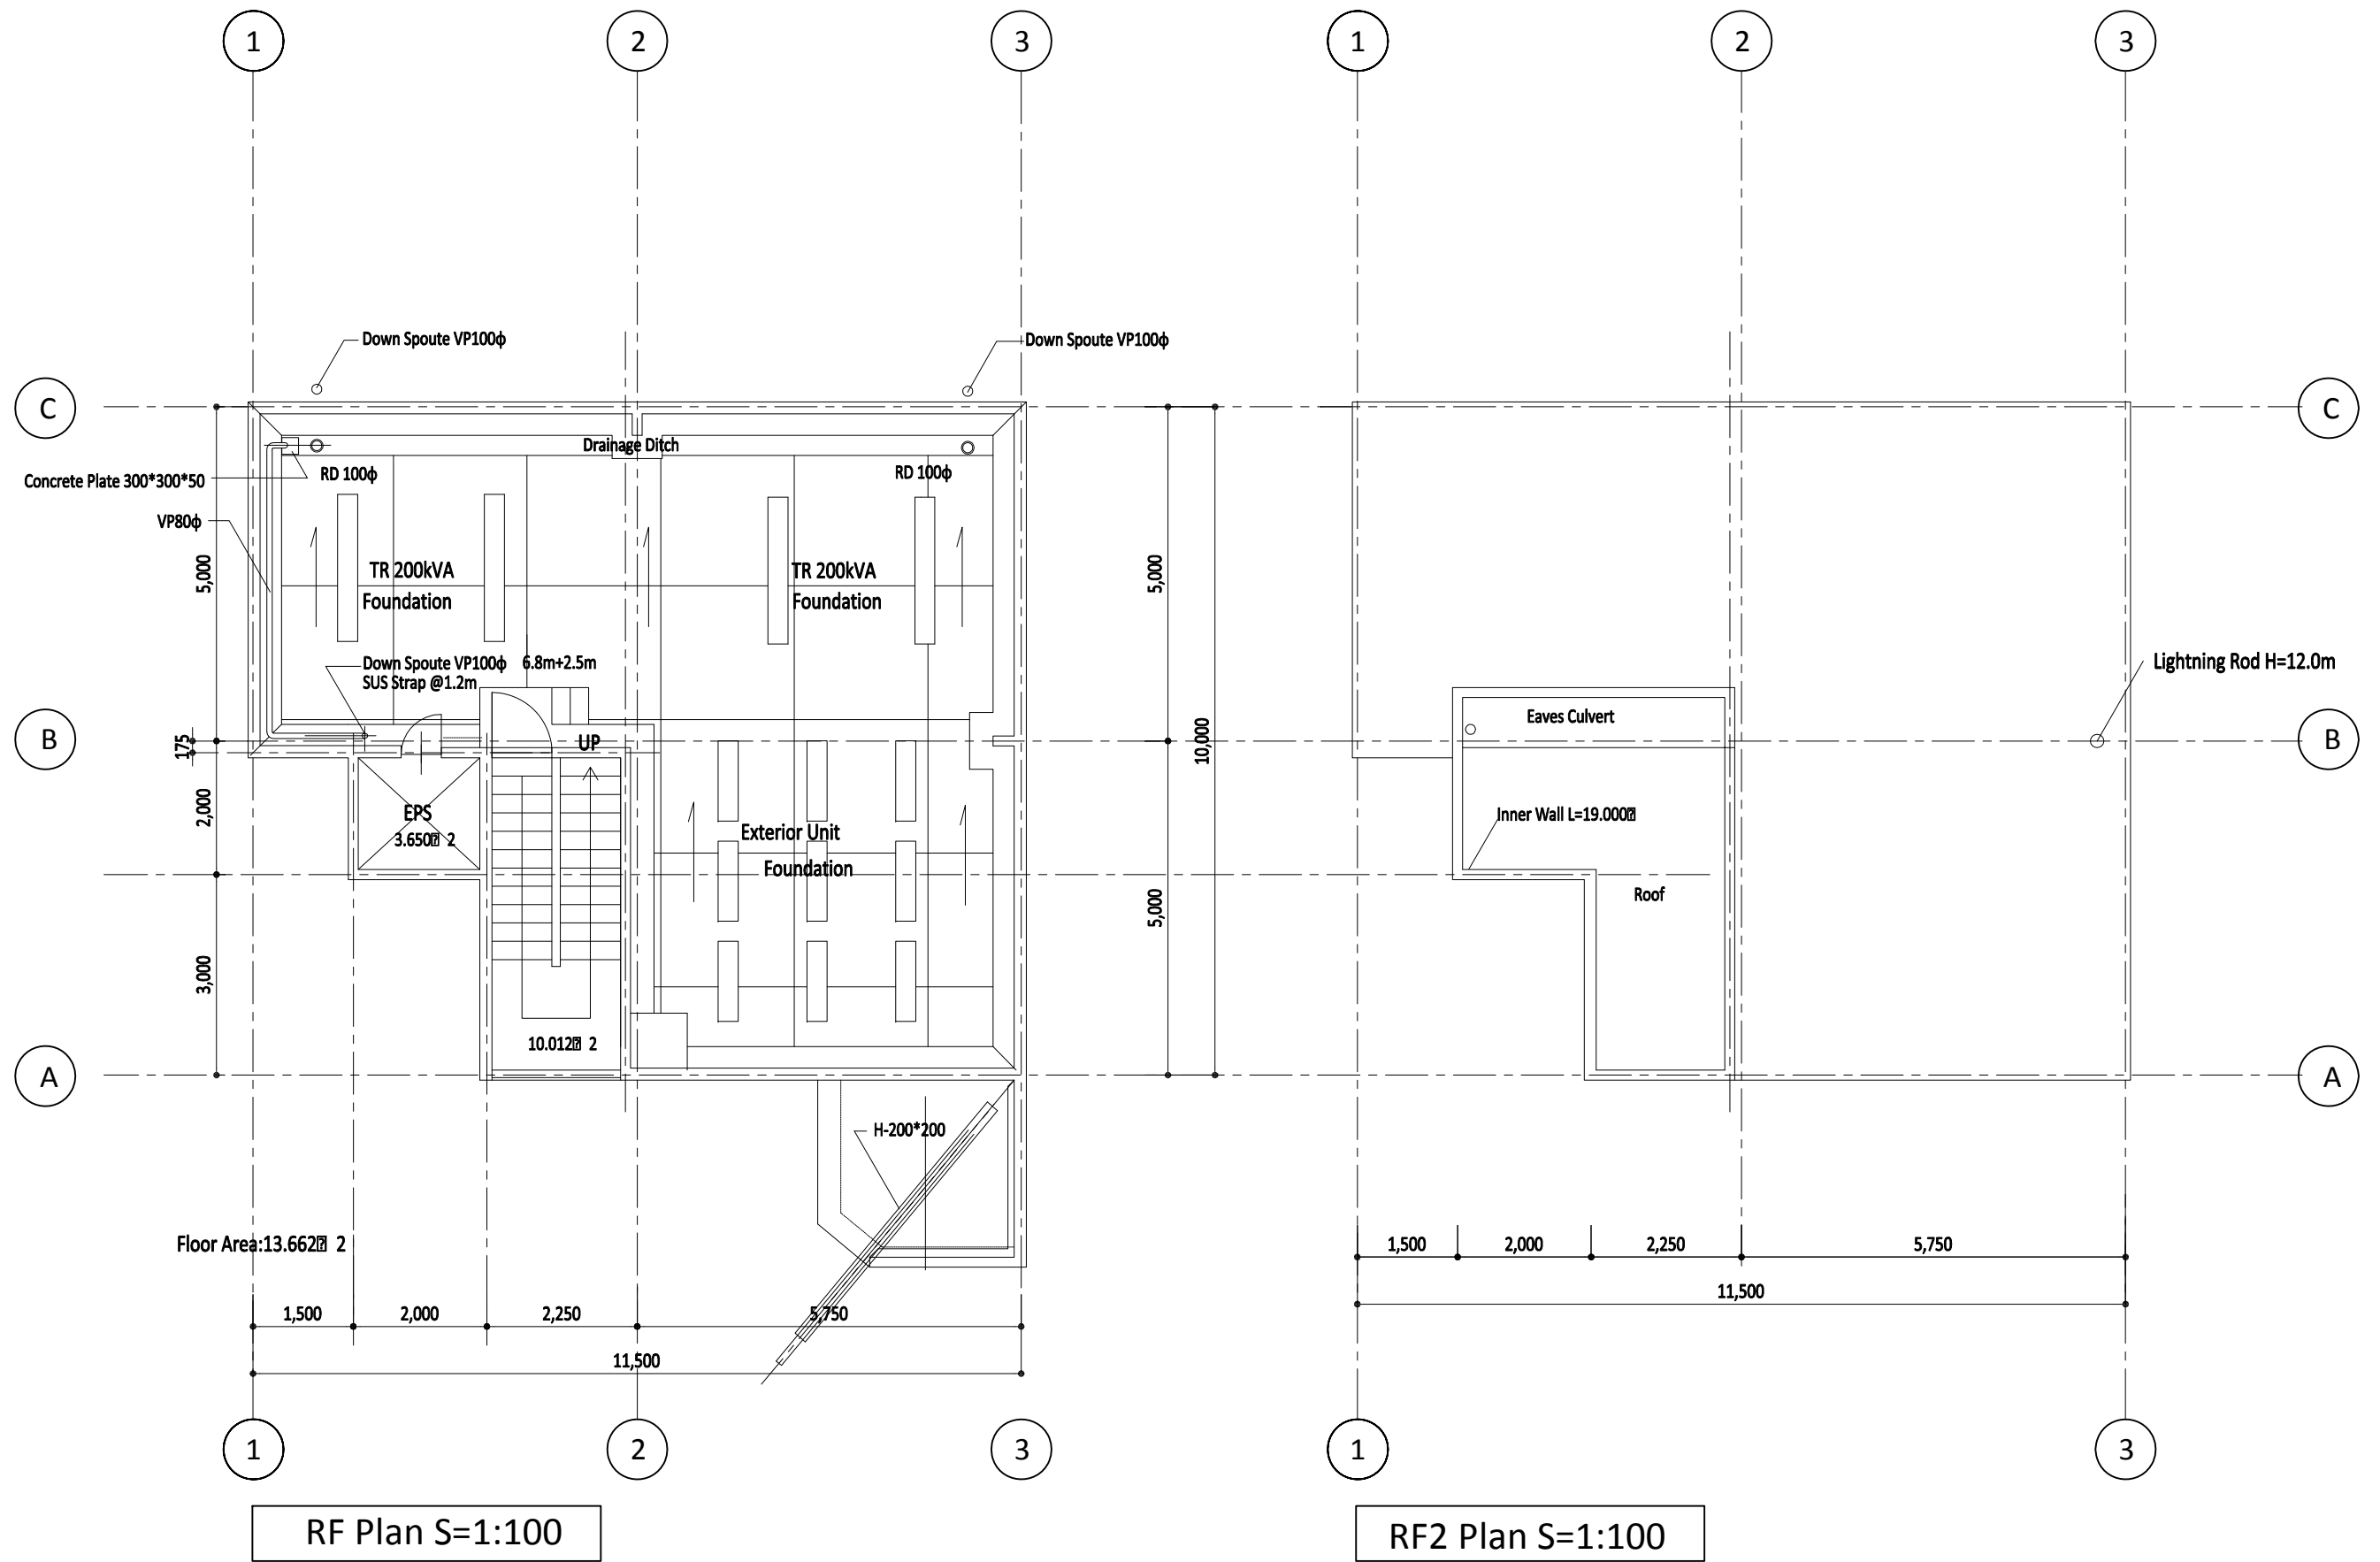 1
2
3
1
2
3
Down Spoute VP100ϕ
Down Spoute VP100ϕ
C
C
Drainage Ditch
Concrete Plate 300*300*50
RD 100ϕ
RD 100ϕ
VP80ϕ
5,000
TR 200kVA
Foundation
TR 200kVA
Foundation
5,000
Down Spoute VP100ϕ 6.8m+2.5m
SUS Strap @1.2m
Lightning Rod H=12.0m
Eaves Culvert
B
175
UP
10,000
B
2,000
EPS
3.650 2
Exterior Unit
Foundation
Inner Wall L=19.000
Roof
5,000
3,000
10.012 2
A
A
H-200*200
Floor Area:13.662 2
1,500
2,000
2,250
5,750
11,500
1,500
2,000
2,250
5,750
11,500
1
2
3
1
3
RF Plan S=1:100
RF2 Plan S=1:100